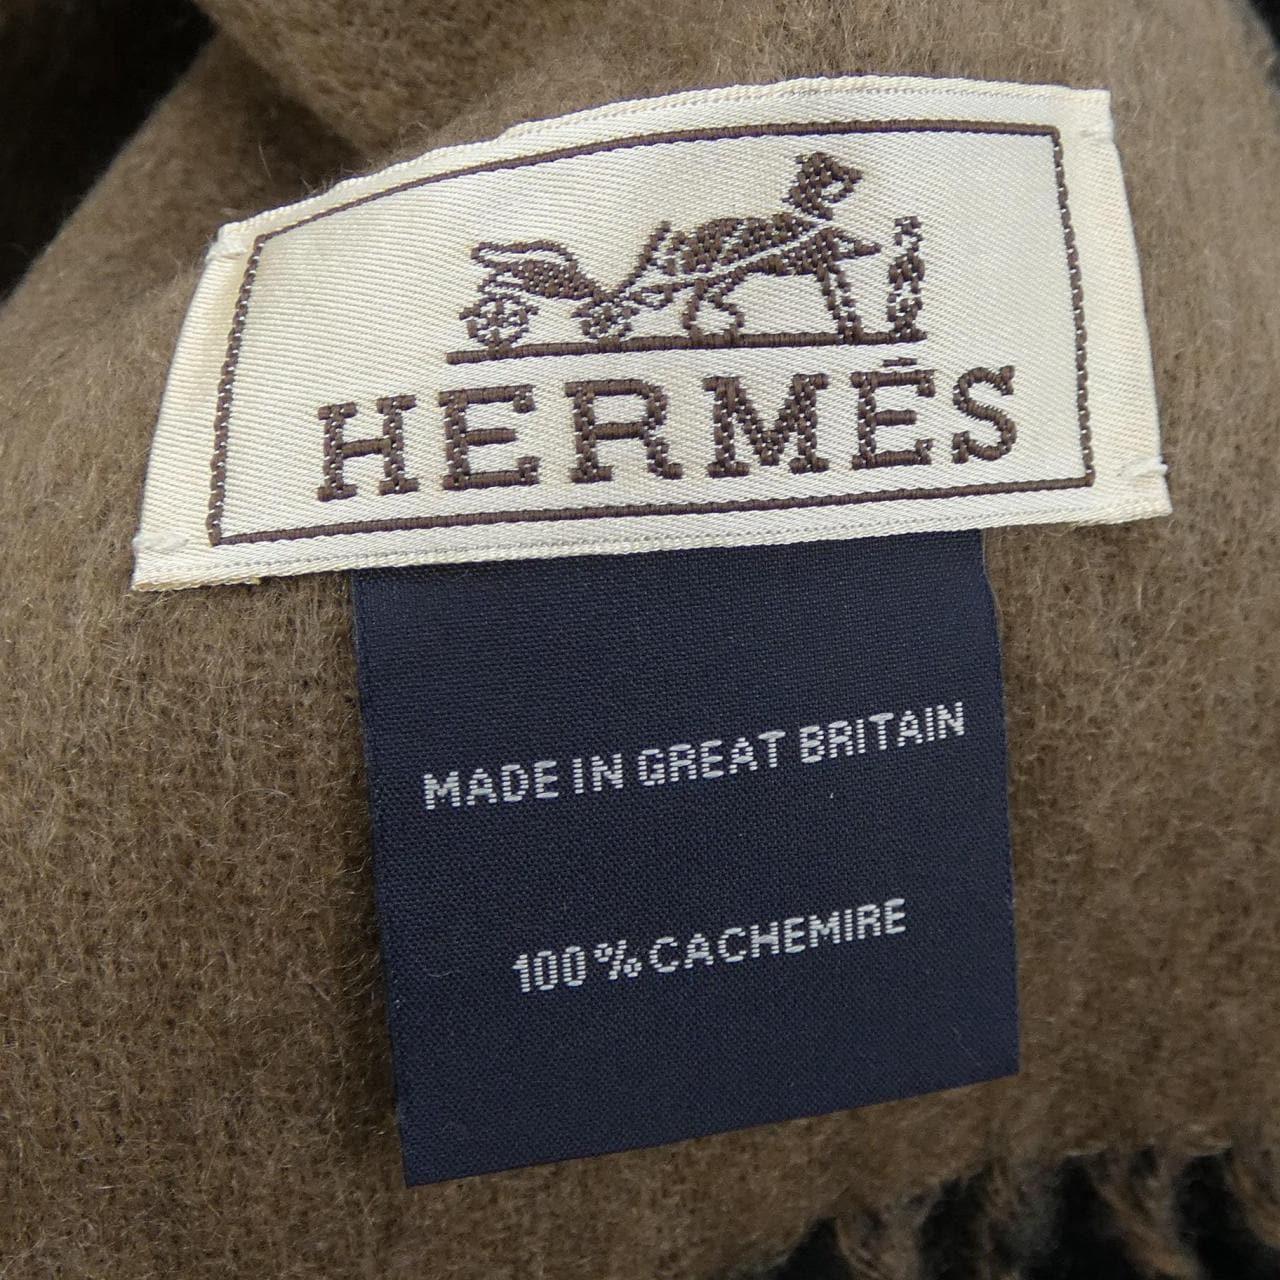 HERMÈS
MADE IN GREAT BRITAIN
100% CACHEMIRE